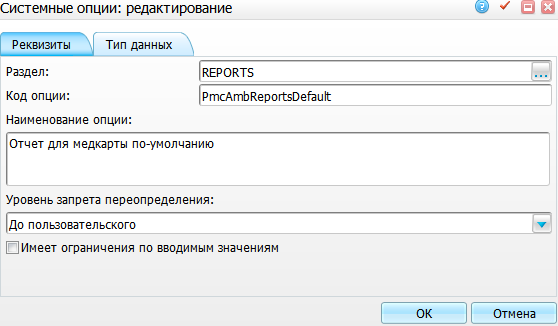 Системные опции: редактирование
Реквизиты Тип данных
Раздел: REPORTS ...
Код опции: PmcAmbReportsDefault
Наименование опции:
Отчет для медкарты по-умолчанию
Уровень запрета переопределения:
До пользовательского
Имеет ограничения по вводимым значениям
ОК Отмена